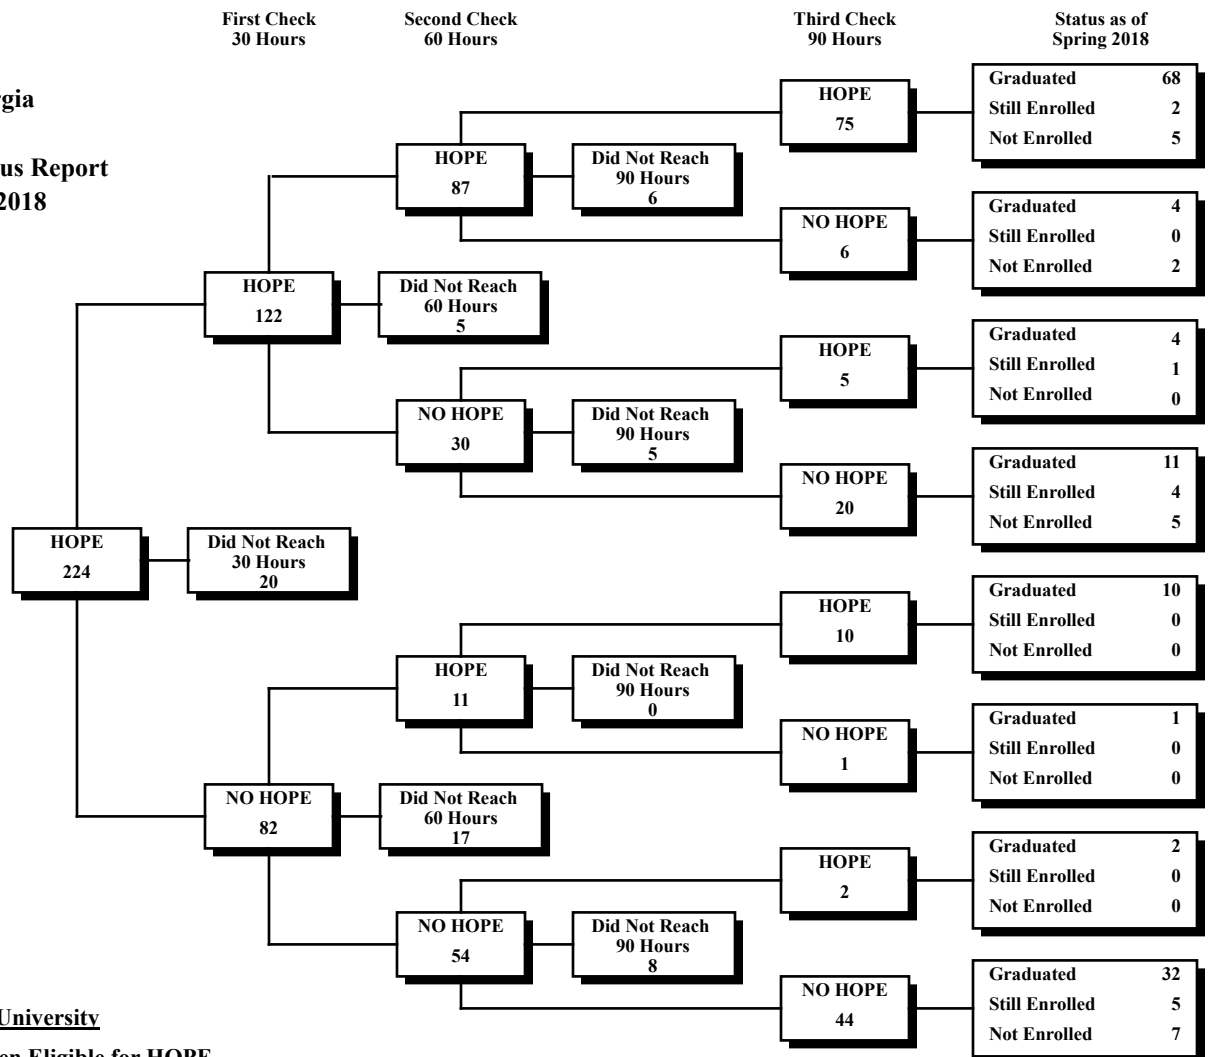 First Check
30 Hours
Second Check
60 Hours
Third Check
90 Hours
Status as of
Spring 2018
rgia
us Report
2018
HOPE
224
Did Not Reach
30 Hours
20
HOPE
122
Did Not Reach
60 Hours
5
NO HOPE
82
Did Not Reach
60 Hours
17
HOPE
87
Did Not Reach
90 Hours
6
NO HOPE
30
Did Not Reach
90 Hours
5
HOPE
11
Did Not Reach
90 Hours
0
NO HOPE
54
Did Not Reach
90 Hours
8
HOPE
75
Graduated 68
Still Enrolled 2
Not Enrolled 5
NO HOPE
6
Graduated 4
Still Enrolled 0
Not Enrolled 2
HOPE
5
Graduated 4
Still Enrolled 1
Not Enrolled 0
NO HOPE
20
Graduated 11
Still Enrolled 4
Not Enrolled 5
HOPE
10
Graduated 10
Still Enrolled 0
Not Enrolled 0
NO HOPE
1
Graduated 1
Still Enrolled 0
Not Enrolled 0
HOPE
2
Graduated 2
Still Enrolled 0
Not Enrolled 0
NO HOPE
44
Graduated 32
Still Enrolled 5
Not Enrolled 7
University
en Eligible for HOPE